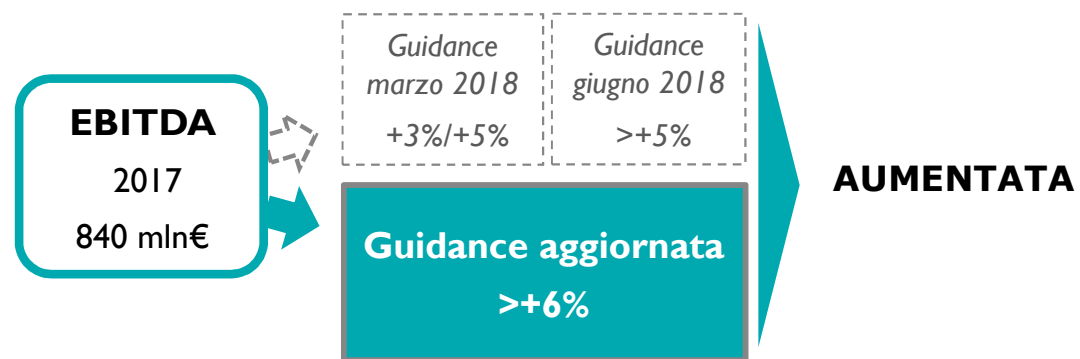 EBITDA
2017
840 mln€
Guidance
marzo 2018
+3%/+5%
Guidance
giugno 2018
>+5%
Guidance aggiornata
>+6%
AUMENTATA